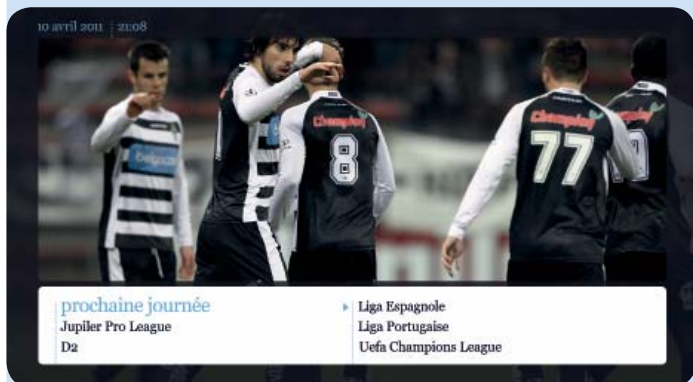 10 avril 2011 | 21:08
belgacom
Champion
8
Champion
77
prochaine journée
Jupiler Pro League
D2
Liga Espagnole
Liga Portugaise
Uefa Champions League